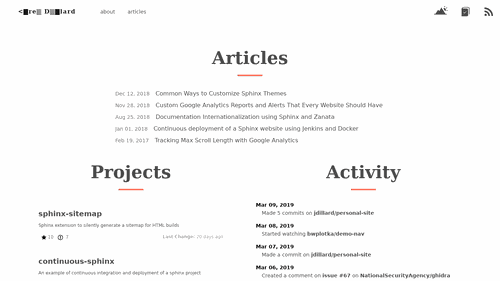 about articles
Articles
Dec 12, 2018 Common Ways to Customize Sphinx Themes
Nov 28, 2018 Custom Google Analytics Reports and Alerts That Every Website Should Have
Aug 25, 2018 Documentation Internationalization using Sphinx and Zanata
Jan 01, 2018 Continuous deployment of a Sphinx website using Jenkins and Docker
Feb 19, 2017 Tracking Max Scroll Length with Google Analytics
Projects
sphinx-sitemap
Sphinx extension to silently generate a sitemap for HTML builds
10 7 Last Change: 20 days ago
continuous-sphinx
An example of continuous integration and deployment of a sphinx project
Activity
Mar 09, 2019
Made 5 commits on jdillard/personal-site
Mar 08, 2019
Started watching bwplotka/demo-nav
Mar 07, 2019
Made a commit on jdillard/personal-site
Mar 06, 2019
Created a comment on issue #67 on NationalSecurityAgency/ghidra